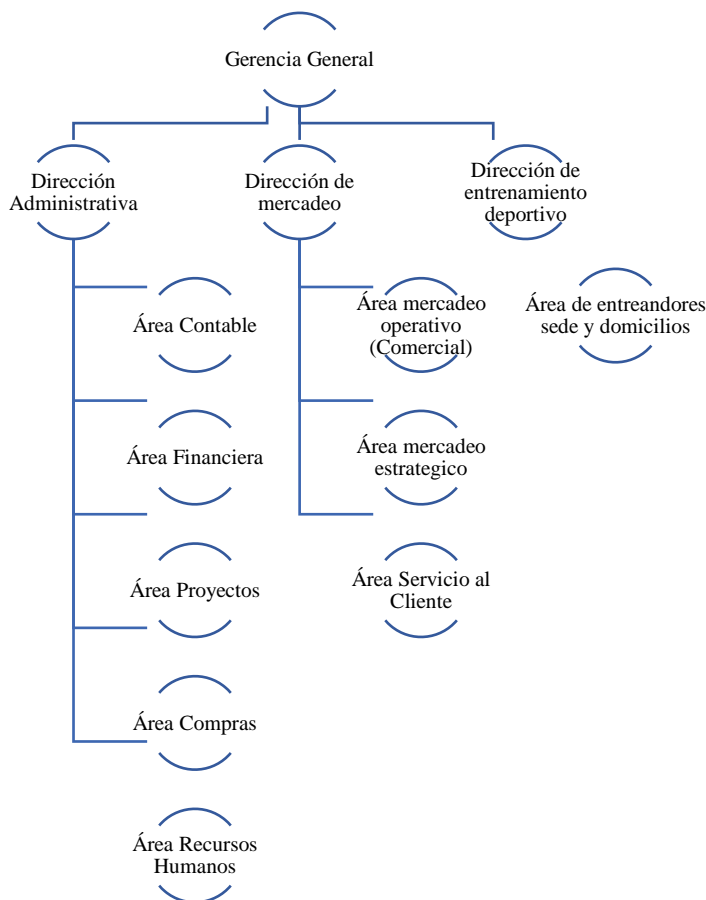 Gerencia General
Dirección
Administrativa
Dirección de
mercadeo
Dirección de
entrenamiento
deportivo
Área Contable
Área Financiera
Área Proyectos
Área Compras
Área Recursos
Humanos
Área mercadeo
operativo
(Comercial)
Área mercadeo
estrategico
Área Servicio al
Cliente
Área de entreandores
sede y domicilios